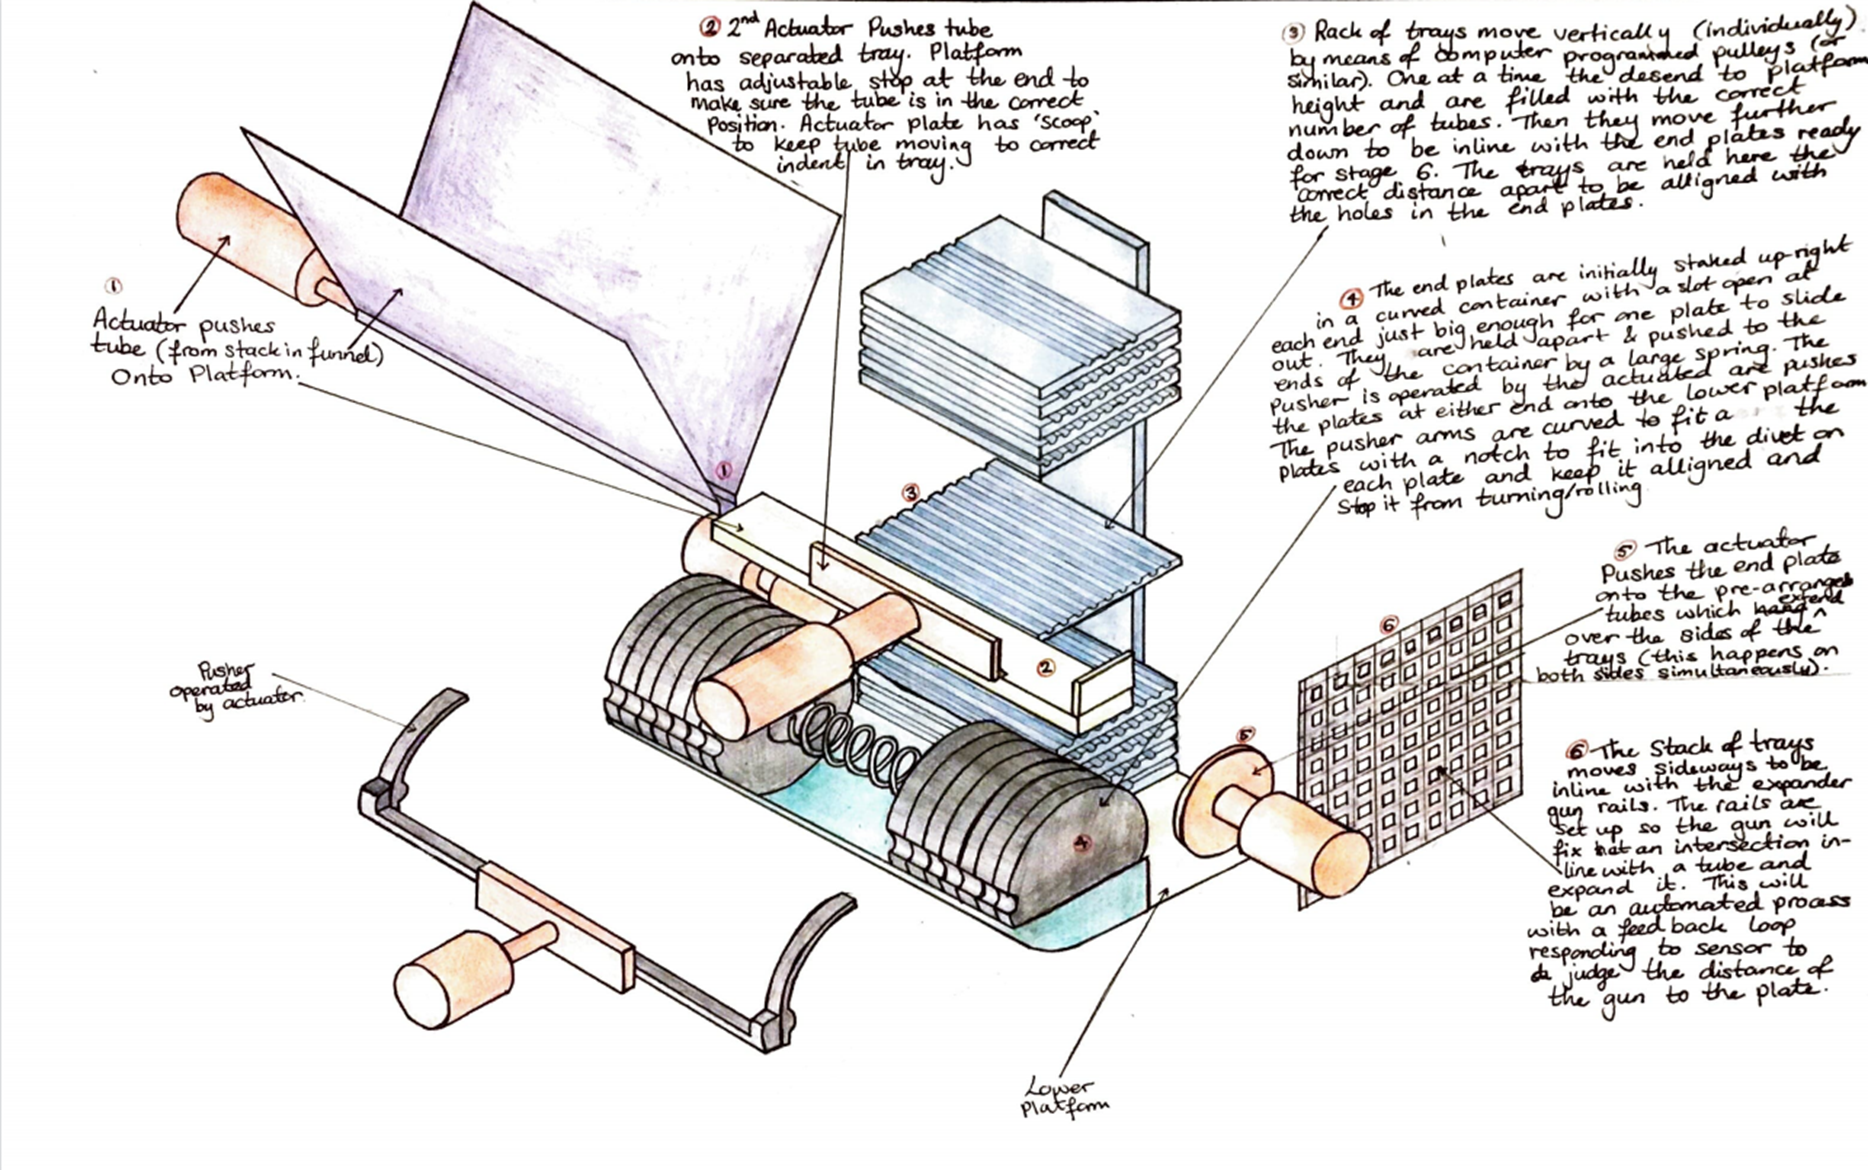 ① Actuator pushes
tube (from stack in funnel)
Onto Platform.
② 2nd Actuator Pushes tube
onto separated tray. Platform
has adjustable stop at the end to
make sure the tube is in the correct
Position. Actuator plate has 'scoop'
to keep tube moving to correct
indent in tray.
③ Rack of trays move vertically (individually)
by means of computer programmed pulleys (or
similar). One at a time the desend to platform
height and are filled with the correct
number of tubes. Then they move further
down to be inline with the end plates ready
for stage 6. The trays are held here the
correct distance apart to be alligned with
the holes in the end plates.
④ The end plates are initially staked up-right
in a curved container with a slot open at
each end just big enough for one plate to slide
out. They are held apart & pushed to the
ends of the container by a large spring. The
Pusher is operated by the actuated are pushes
the plates at either end onto the lower platform
The pusher arms are curved to fit a the
plates with a notch to fit into the divet on
each plate and keep it alligned and
Stop it from turning/rolling
⑤ The actuator
Pushes the end plate
onto the pre-arranged
tubes which extend
over the sides of the
trays (this happens on
both sides simultaneously).
⑥ The Stack of trays
moves sideways to be
inline with the expander
gun rails. The rails are
set up so the gun will
fix at an intersection in-
line with a tube and
expand it. This will
be an automated process
with a feed back loop
responding to sensor to
judge the distance of
the gun to the plate.
Pusher
operated
by actuator.
Lower
platform
①
③
②
④
⑤
⑥